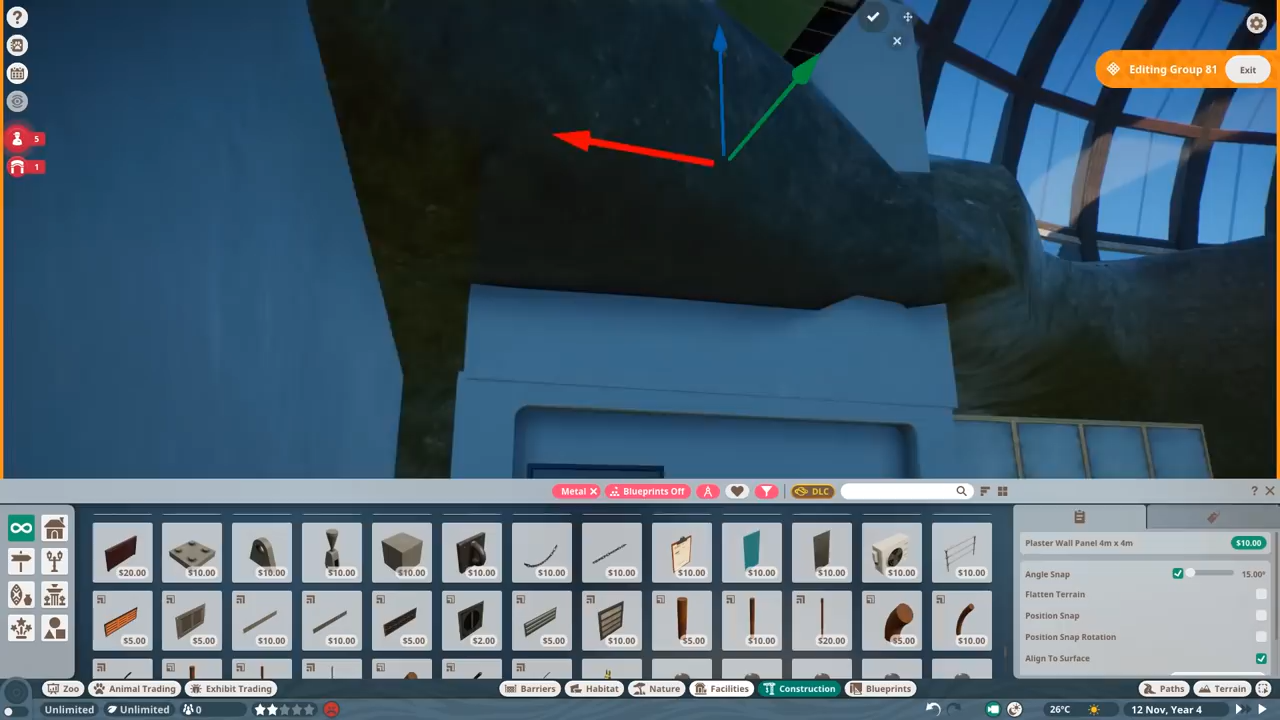 Editing Group 81 Exit
5
1
Metal Blueprints Off DLC
?
Plaster Wall Panel 4m x 4m $10.00
Angle Snap 15.00°
Flatten Terrain
Position Snap
Position Snap Rotation
Align To Surface
$20.00 $10.00 $10.00 $10.00 $10.00 $10.00 $10.00 $10.00 $10.00 $10.00 $10.00 $10.00 $10.00
$5.00 $5.00 $10.00 $10.00 $5.00 $2.00 $5.00 $10.00 $5.00 $10.00 $20.00 $5.00 $10.00
Zoo Animal Trading Exhibit Trading Barriers Habitat Nature Facilities Construction Blueprints Paths Terrain
Unlimited Unlimited 0 26°C 12 Nov, Year 4